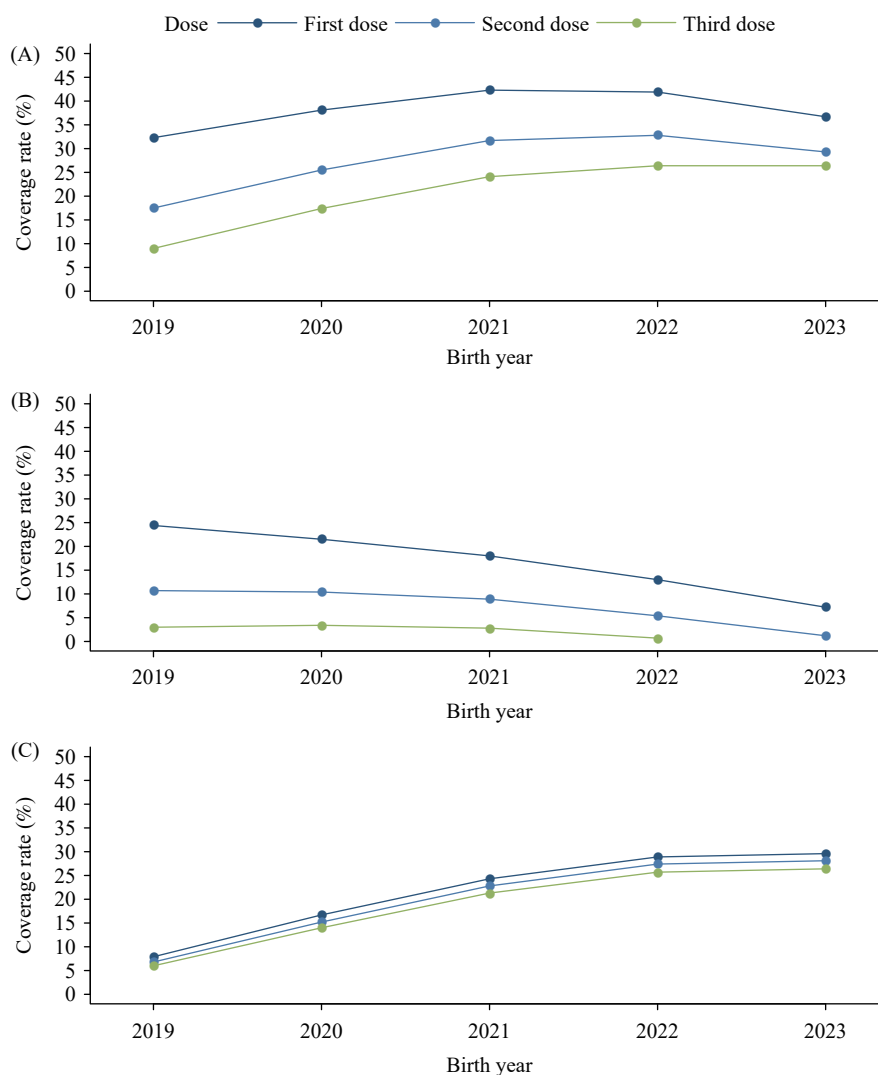 Dose First dose Second dose Third dose
(A)
50
45
40
35
30
25
20
15
10
5
0
Coverage rate (%)
2019 2020 2021 2022 2023
Birth year
(B)
50
45
40
35
30
25
20
15
10
5
0
Coverage rate (%)
2019 2020 2021 2022 2023
Birth year
(C)
50
45
40
35
30
25
20
15
10
5
0
Coverage rate (%)
2019 2020 2021 2022 2023
Birth year